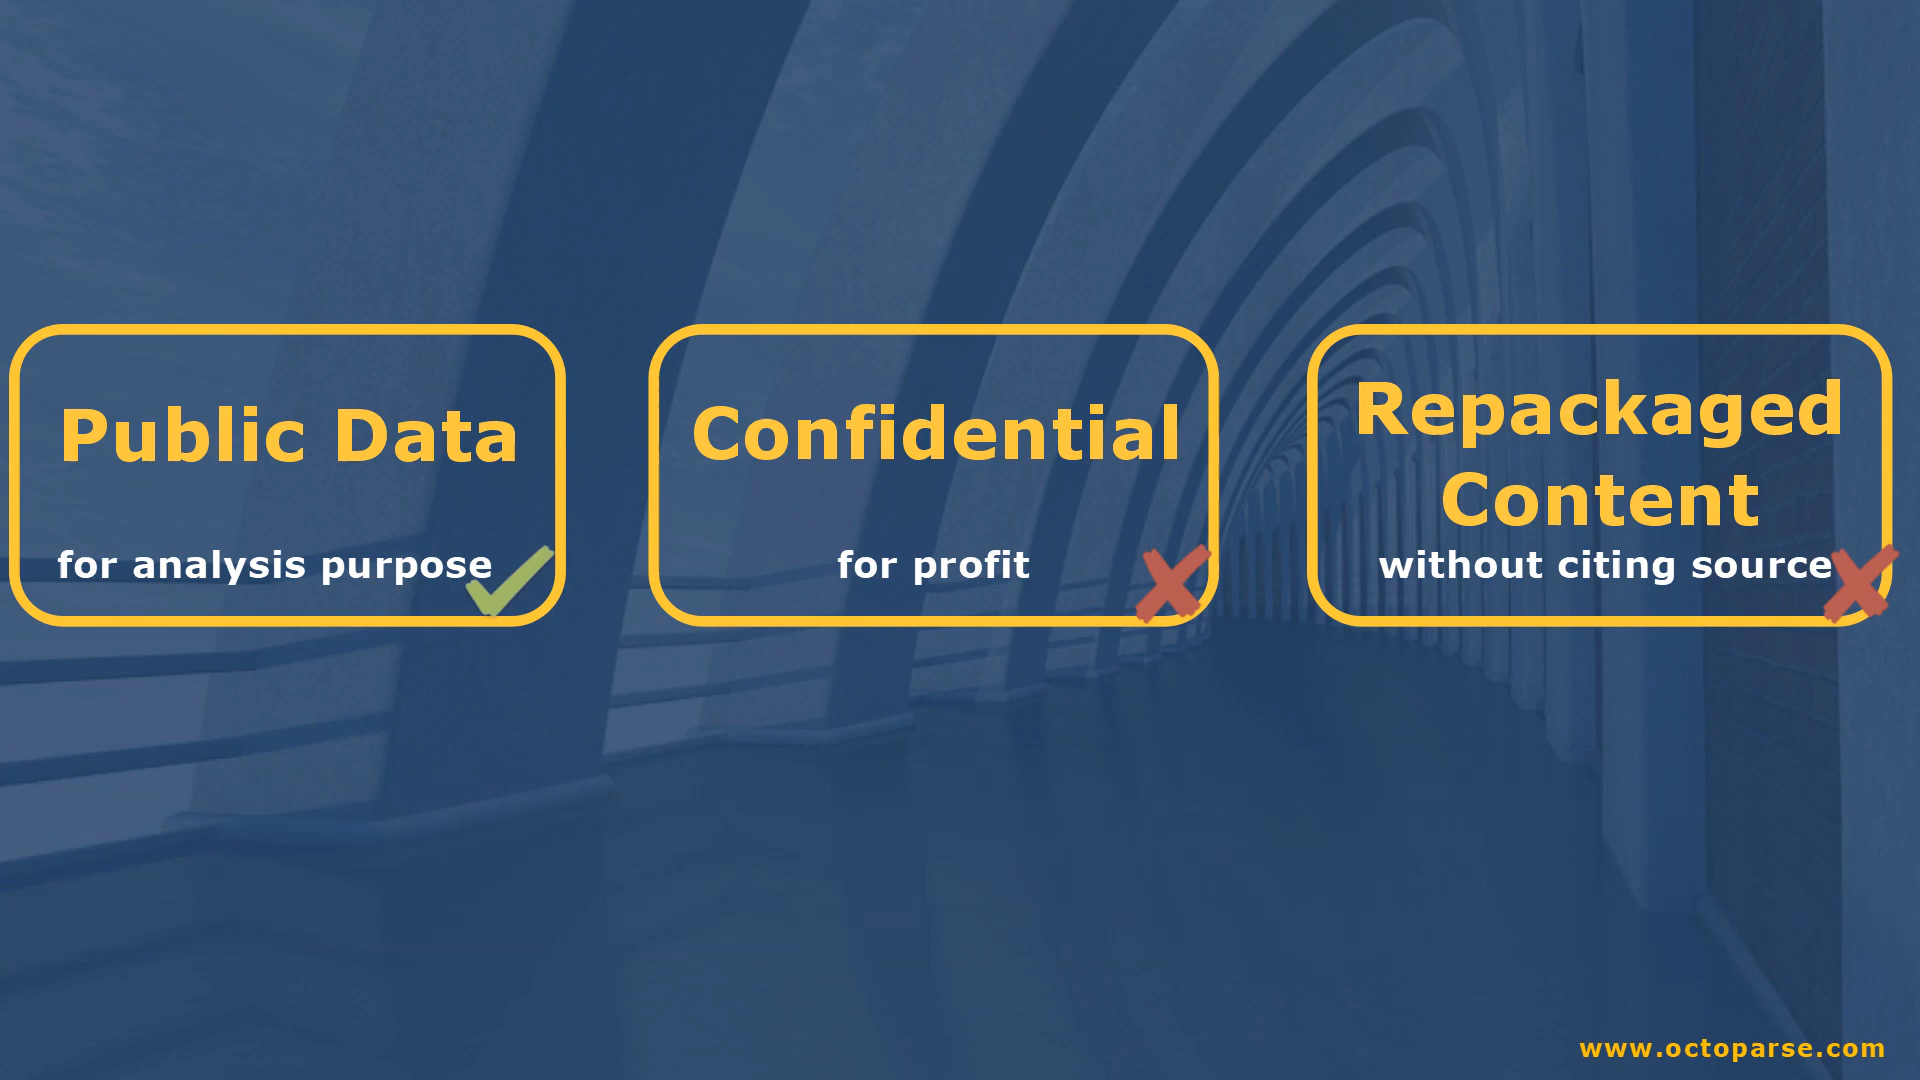 Public Data
for analysis purpose
Confidential
for profit
Repackaged
Content
without citing source
www.octoparse.com